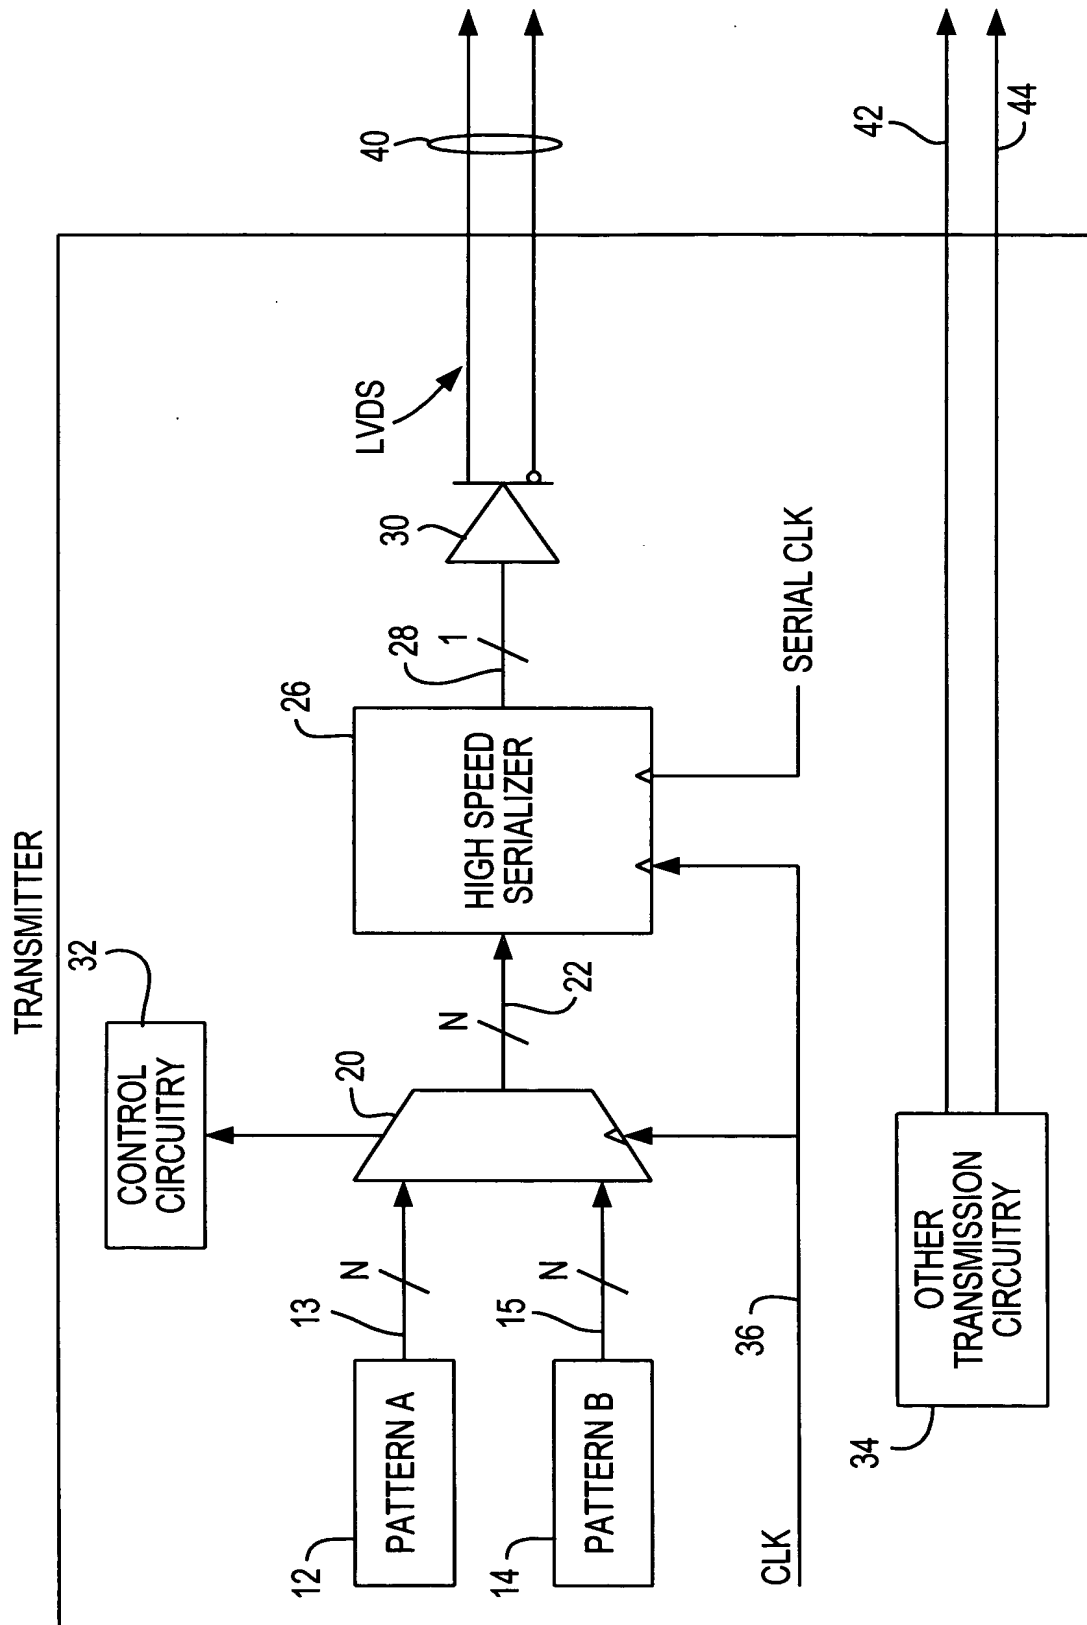 TRANSMITTER
32
CONTROL
CIRCUITRY
12
PATTERN A
13
N
14
PATTERN B
15
N
20
N
22
26
HIGH SPEED
SERIALIZER
28
1
30
LVDS
40
CLK
36
SERIAL CLK
34
OTHER
TRANSMISSION
CIRCUITRY
42
44